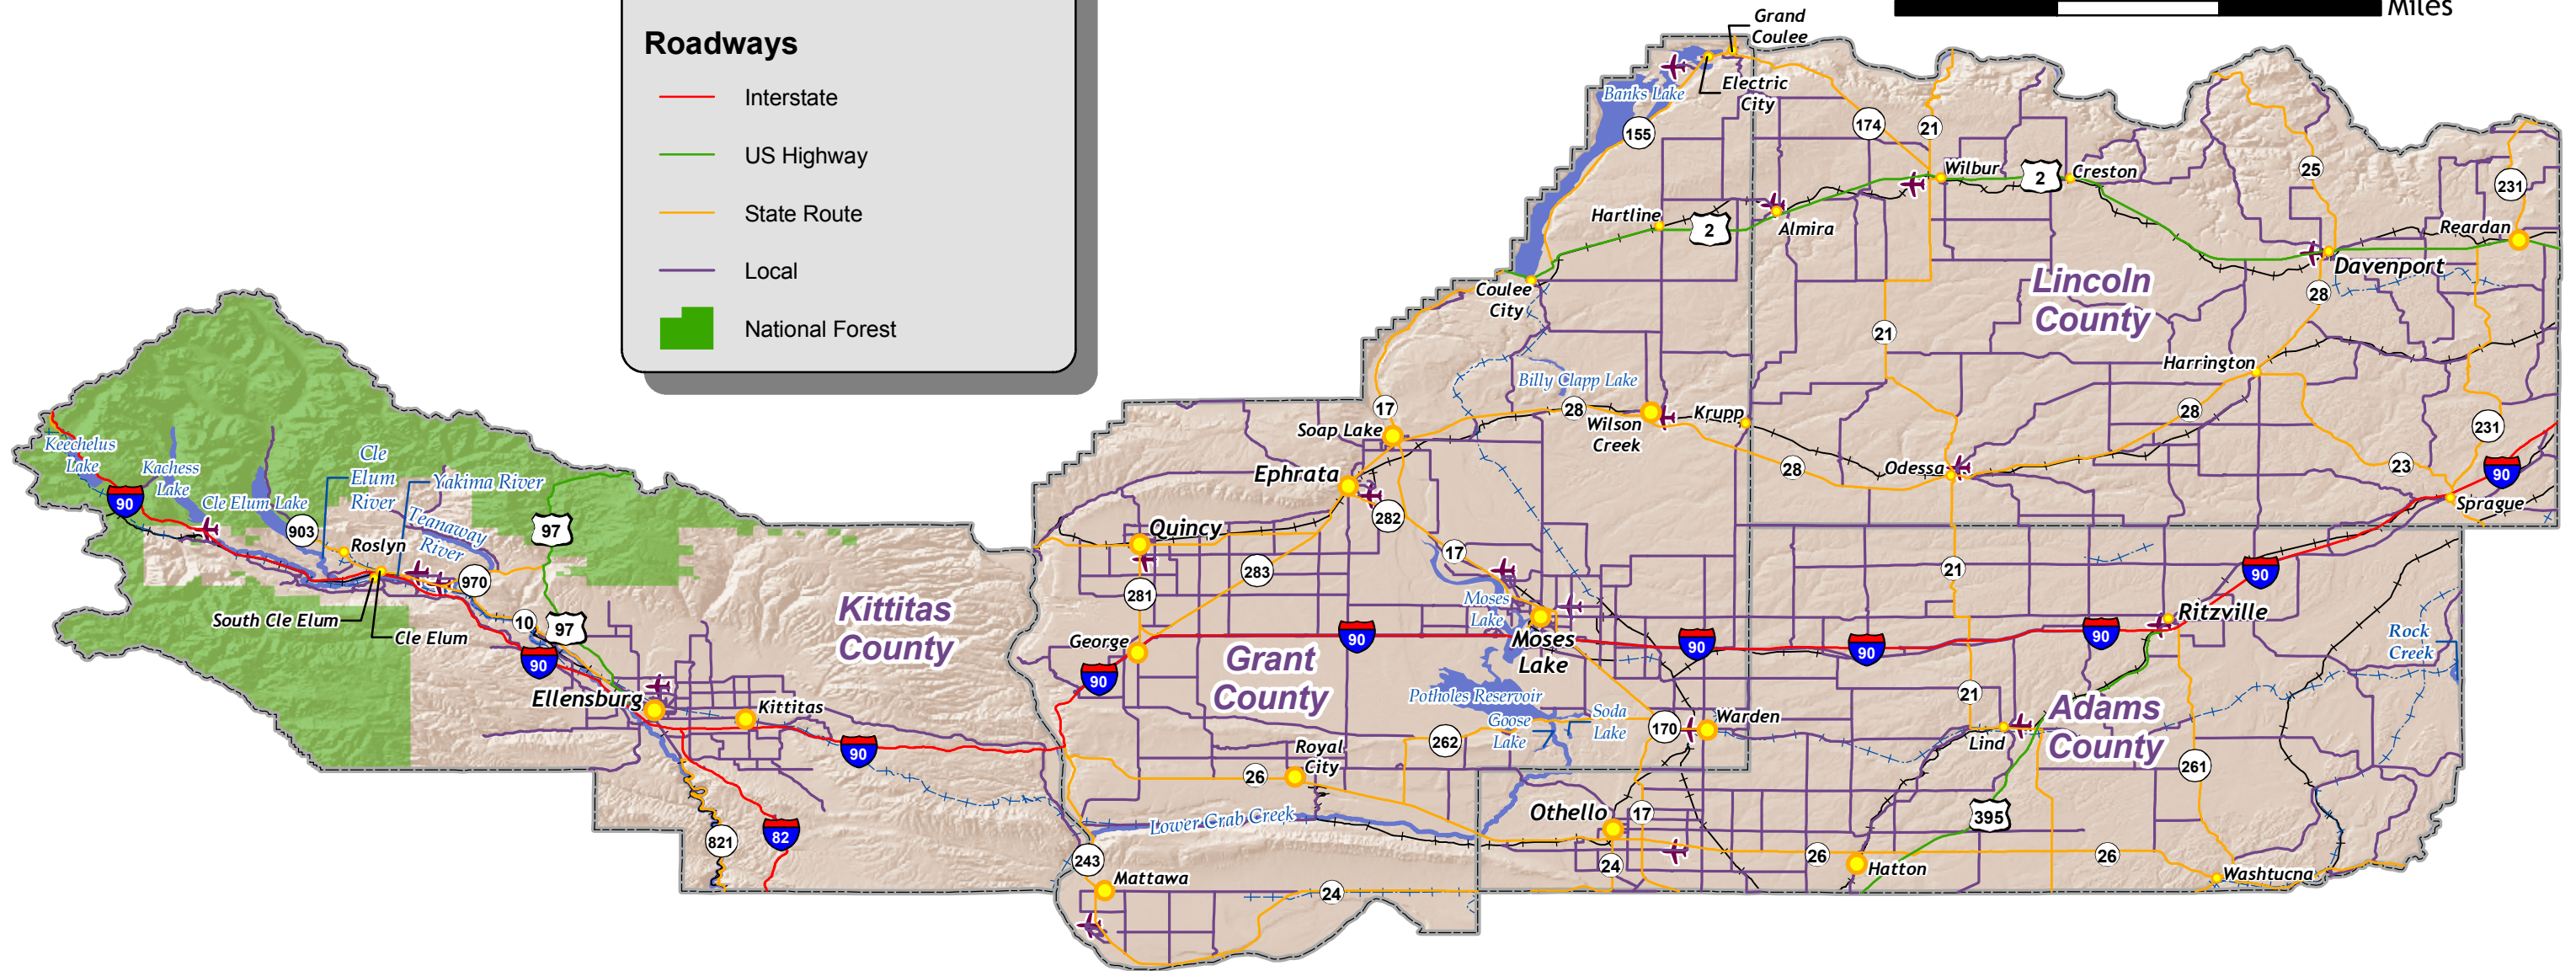 Miles
Roadways
Interstate
US Highway
State Route
Local
National Forest
Grand
Coulee
Electric
City
Banks Lake
155
174
21
Wilbur
2
Creston
25
231
Hartline
2
Almira
Reardan
Davenport
Coulee
City
Lincoln
County
28
21
Harrington
Billy Clapp Lake
17
28
Wilson
Creek
Krupp
28
231
Soap Lake
Keechelus
Lake
Kachess
Lake
Cle Elum Lake
Cle
Elum
River
Yakima River
Teanaway
River
90
903
97
Ephrata
282
28
Odessa
23
90
Sprague
Quincy
Roslyn
970
283
17
281
21
90
South Cle Elum
Cle Elum
10
97
90
Kittitas
County
George
90
90
Moses
Lake
Moses
Lake
90
90
90
Ritzville
Rock
Creek
Grant
County
Ellensburg
Kittitas
90
Potholes Reservoir
Goose
Lake
Soda
Lake
170
Warden
21
Lind
Adams
County
262
Royal
City
26
261
821
82
Lower Crab Creek
Othello
17
395
243
Mattawa
24
24
26
Hatton
26
Washtucna